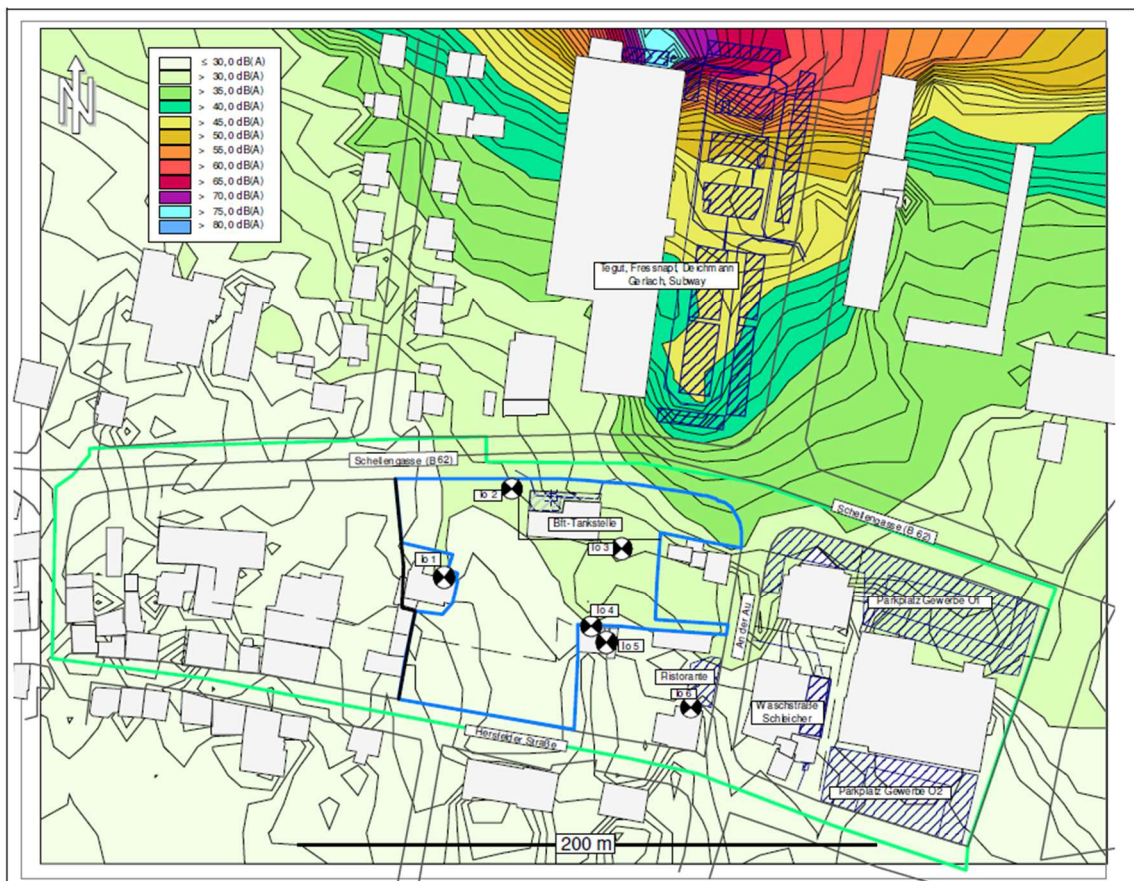 ≤ 30,0 dB(A)
> 30,0 dB(A)
> 35,0 dB(A)
> 40,0 dB(A)
> 45,0 dB(A)
> 50,0 dB(A)
> 55,0 dB(A)
> 60,0 dB(A)
> 65,0 dB(A)
> 70,0 dB(A)
> 75,0 dB(A)
> 80,0 dB(A)
N
Tegut, Fressnapf, Deichmann
Gerlach, Subway
Schellengasse (B 62)
Io 2
Bft-Tankstelle
Schellengasse (B 62)
Io 3
Io 1
Io 4
Io 5
An der Au
Parkplatz Gewerbe O1
Ristorante
Io 6
Waschstraße
Schleicher
Hersfelder Straße
Parkplatz Gewerbe O2
200 m